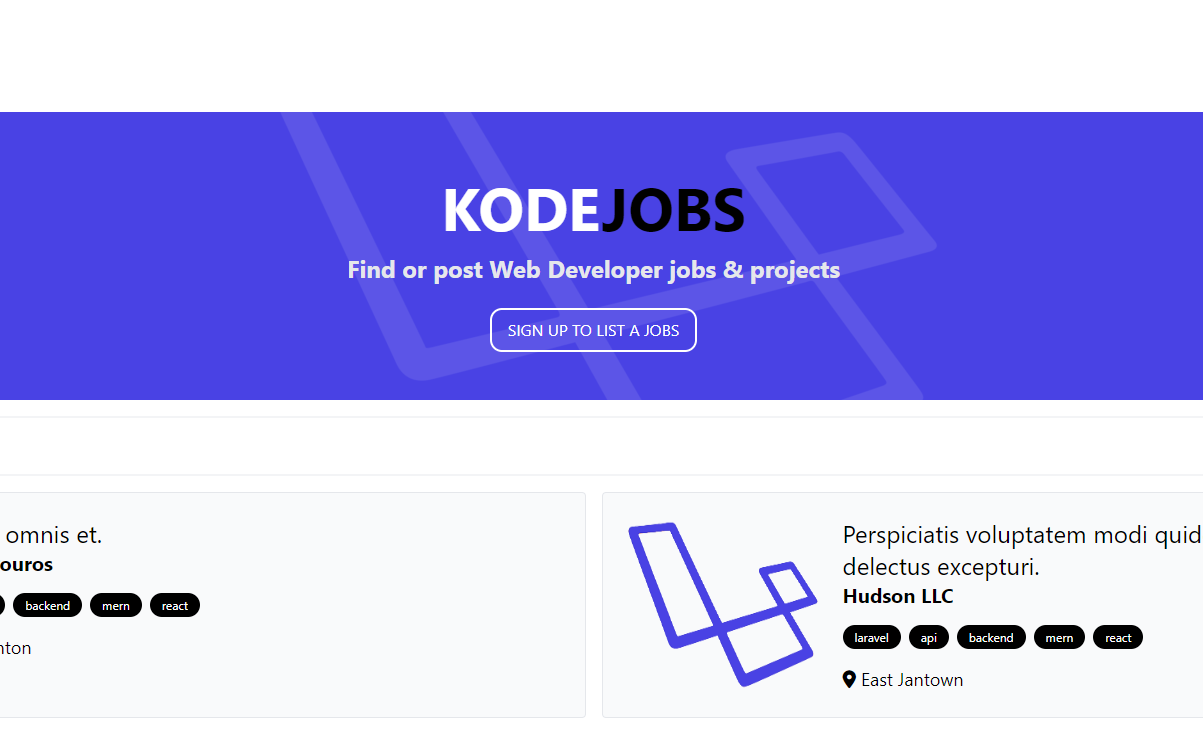 KODEJOBS
Find or post Web Developer jobs & projects
SIGN UP TO LIST A JOBS
omnis et.
ouros
backend mern react
nton
Perspiciatis voluptatem modi quid
delectus excepturi.
Hudson LLC
laravel api backend mern react
East Jantown